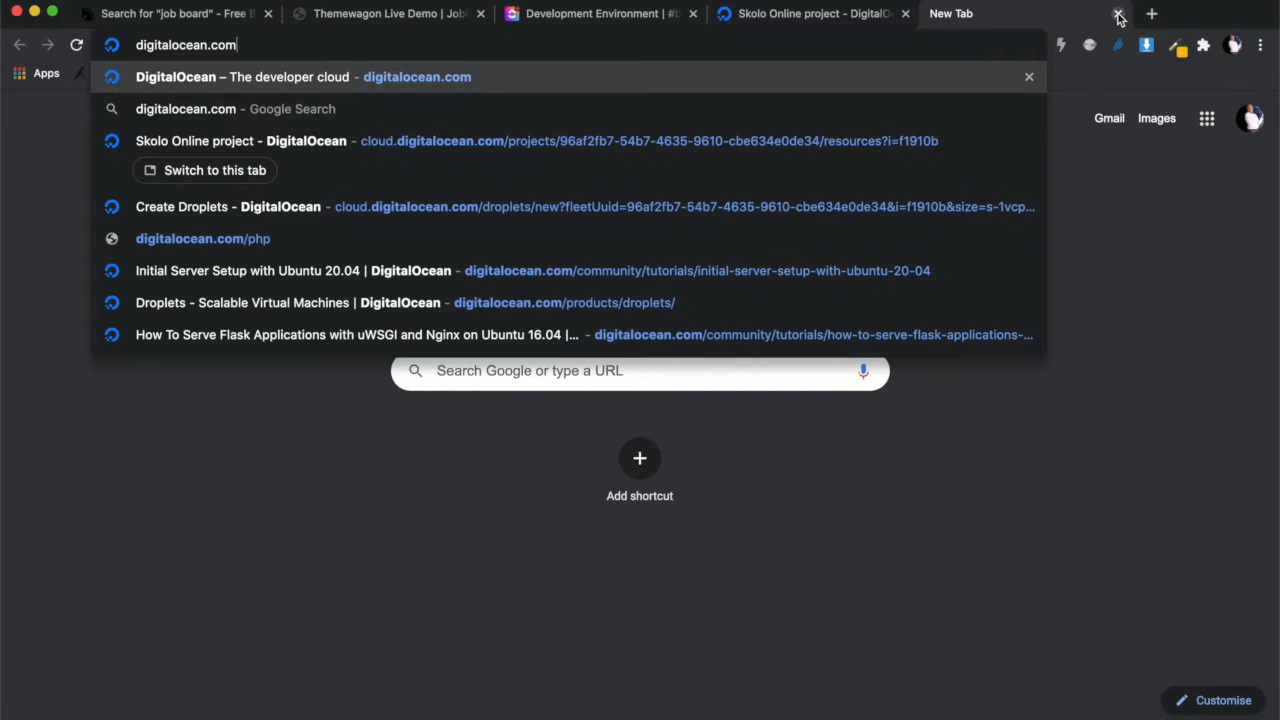 Search for "job board" - Free
Themewagon Live Demo | Job
Development Environment | #b
Skolo Online project - DigitalO
New Tab
digitalocean.com
Apps
DigitalOcean – The developer cloud - digitalocean.com
digitalocean.com - Google Search
Skolo Online project - DigitalOcean - cloud.digitalocean.com/projects/96af2fb7-54b7-4635-9610-cbe634e0de34/resources?i=f1910b
Switch to this tab
Create Droplets - DigitalOcean - cloud.digitalocean.com/droplets/new?fleetUuid=96af2fb7-54b7-4635-9610-cbe634e0de34&i=f1910b&size=s-1vcp...
digitalocean.com/php
Initial Server Setup with Ubuntu 20.04 | DigitalOcean - digitalocean.com/community/tutorials/initial-server-setup-with-ubuntu-20-04
Droplets - Scalable Virtual Machines | DigitalOcean - digitalocean.com/products/droplets/
How To Serve Flask Applications with uWSGI and Nginx on Ubuntu 16.04 |... - digitalocean.com/community/tutorials/how-to-serve-flask-applications-...
Gmail Images
Search Google or type a URL
Add shortcut
Customise